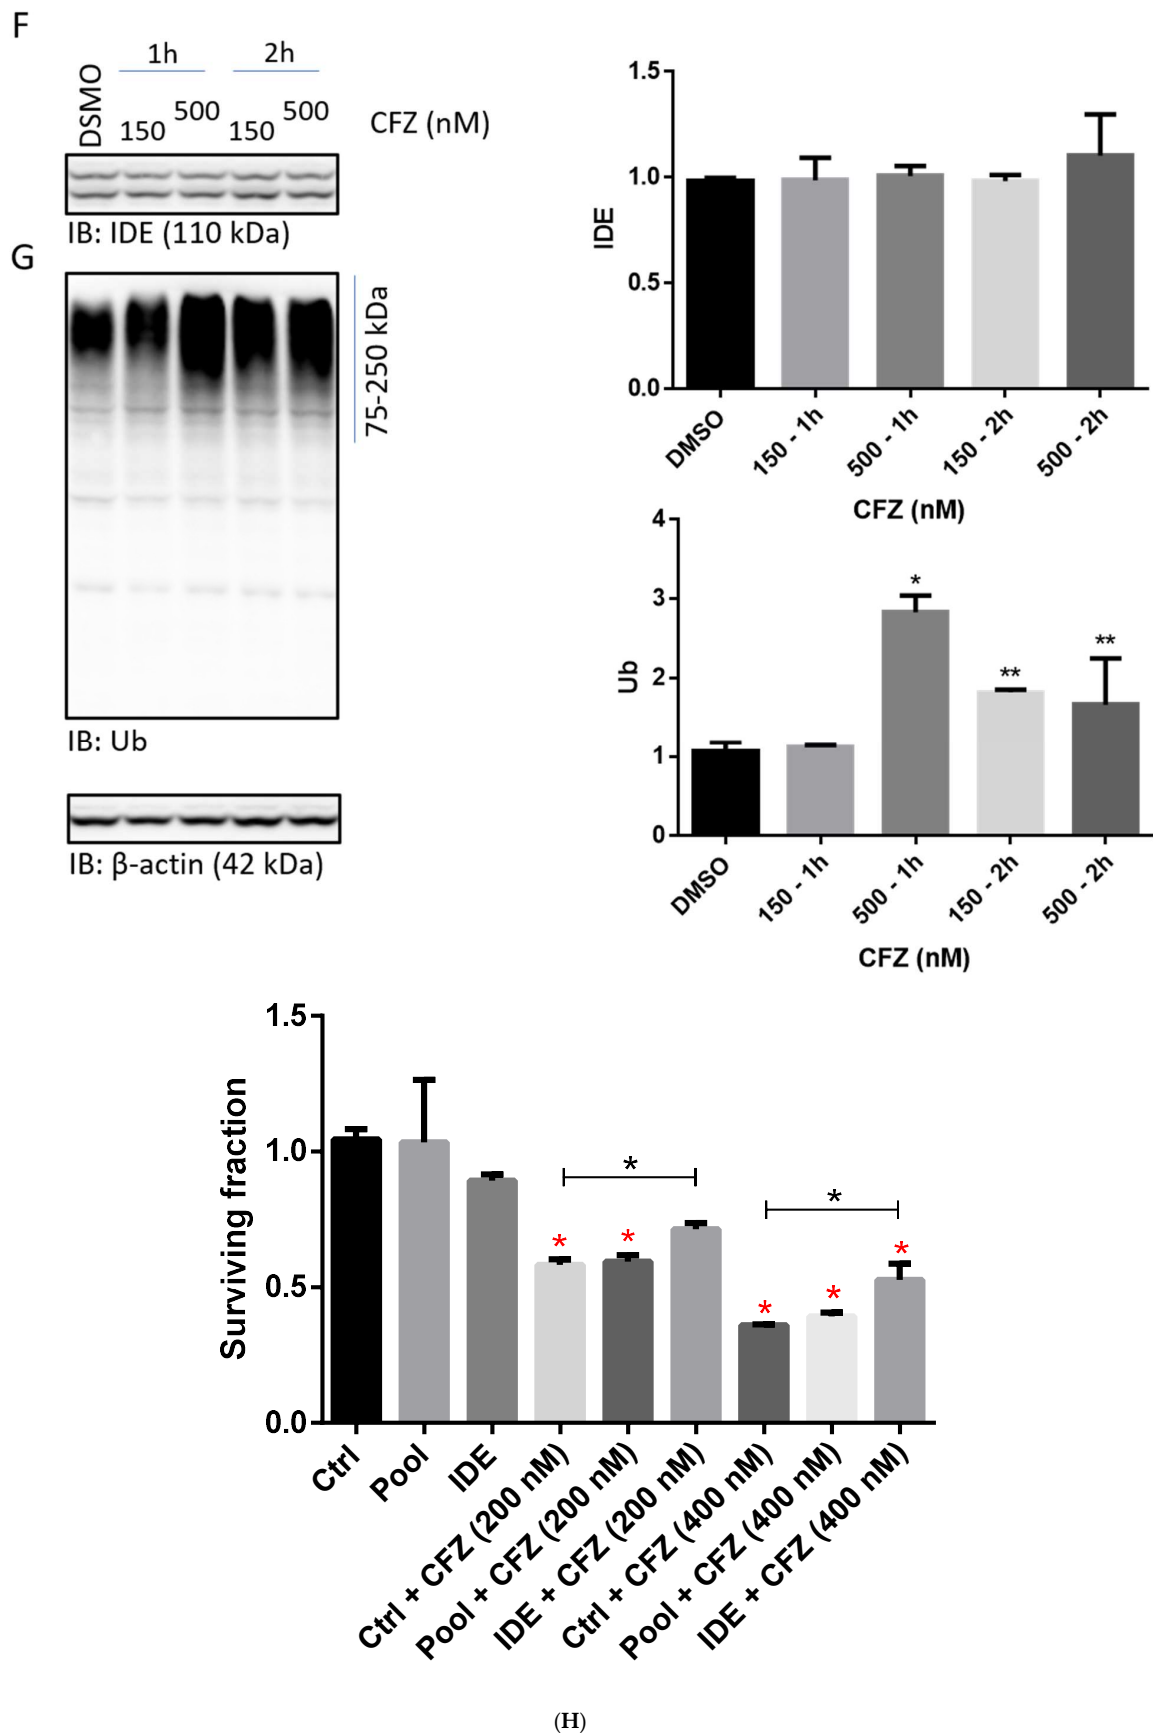 F
1h 2h
DSMO 150 500 150 500 CFZ (nM)
IB: IDE (110 kDa)
1.5
1.0
0.5
0.0
IDE
DMSO
150 - 1h
500 - 1h
150 - 2h
500 - 2h
CFZ (nM)
G
75-250 kDa
IB: Ub
IB: β-actin (42 kDa)
4
3
2
1
0
Ub
*
**
**
DMSO
150 - 1h
500 - 1h
150 - 2h
500 - 2h
CFZ (nM)
1.5
1.0
0.5
0.0
Surviving fraction
*
*
*
*
*
*
*
Ctrl
Pool
IDE
Ctrl + CFZ (200 nM)
Pool + CFZ (200 nM)
IDE + CFZ (200 nM)
Ctrl + CFZ (400 nM)
Pool + CFZ (400 nM)
IDE + CFZ (400 nM)
(H)